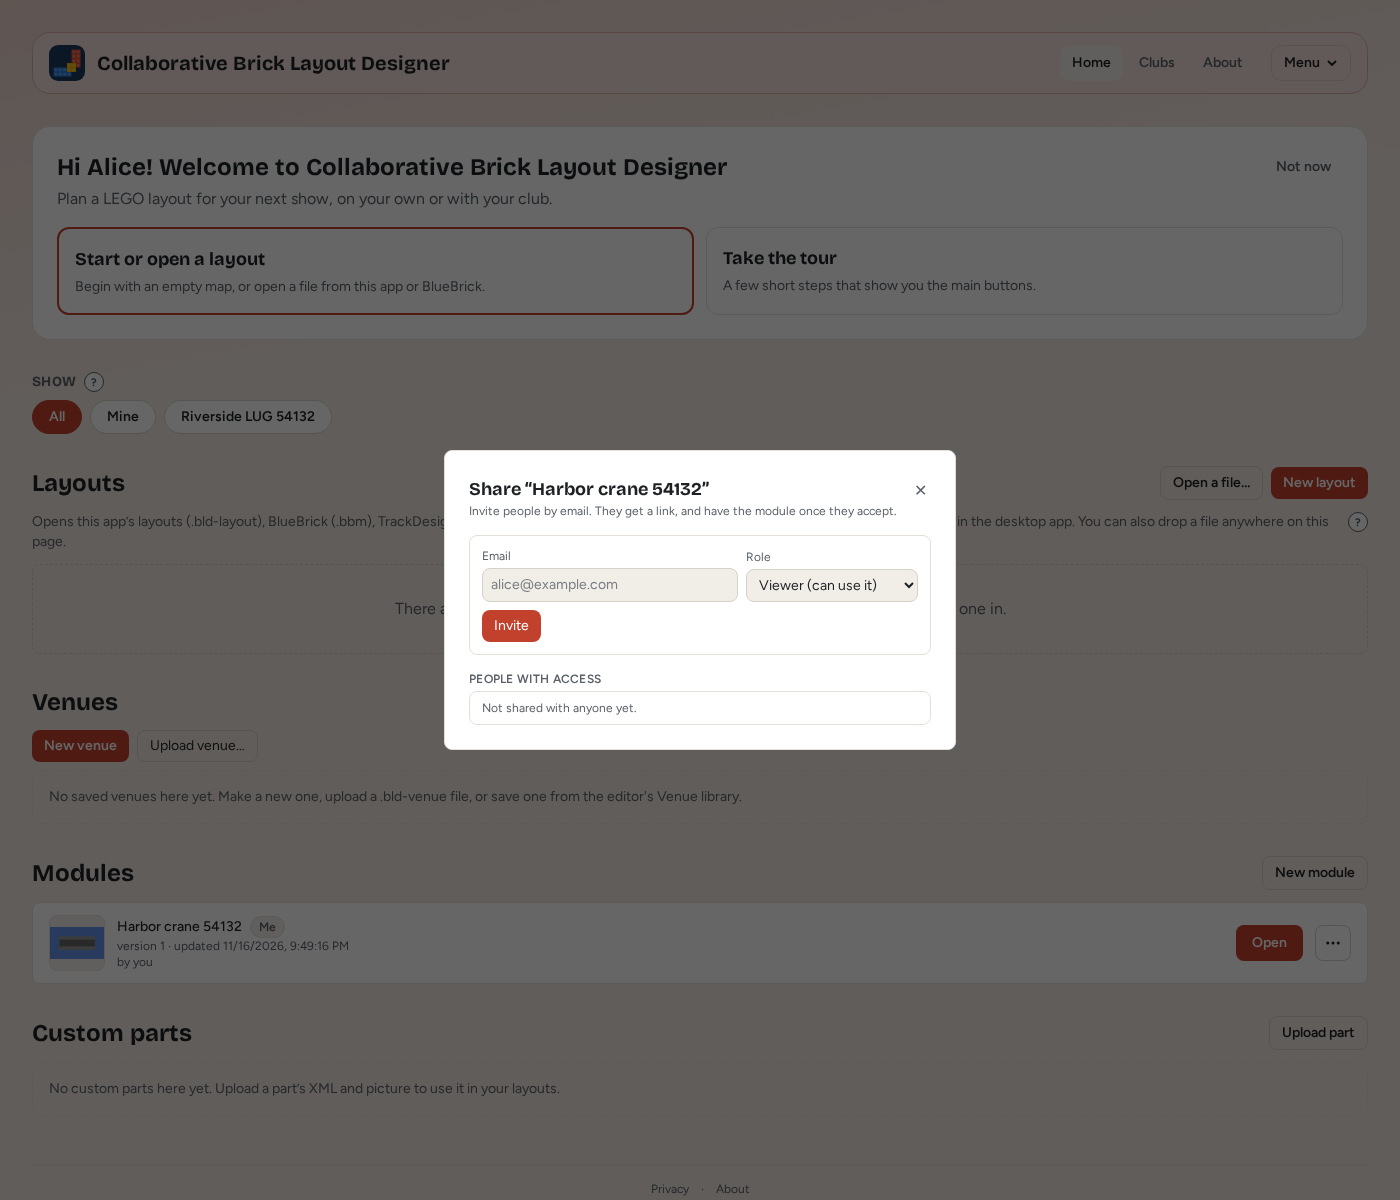 Collaborative Brick Layout Designer
Home
Clubs
About
Menu
Hi Alice! Welcome to Collaborative Brick Layout Designer
Not now
Plan a LEGO layout for your next show, on your own or with your club.
Start or open a layout
Begin with an empty map, or open a file from this app or BlueBrick.
Take the tour
A few short steps that show you the main buttons.
SHOW ?
All
Mine
Riverside LUG 54132
Layouts
Open a file...
New layout
Opens this app's layouts (.bld-layout), BlueBrick (.bbm), TrackDesig
in the desktop app. You can also drop a file anywhere on this
?
page.
There a
one in.
Share “Harbor crane 54132”
×
Invite people by email. They get a link, and have the module once they accept.
Email
Role
alice@example.com
Viewer (can use it)
Invite
PEOPLE WITH ACCESS
Not shared with anyone yet.
Venues
New venue
Upload venue...
No saved venues here yet. Make a new one, upload a .bld-venue file, or save one from the editor's Venue library.
Modules
New module
Harbor crane 54132
Me
version 1 · updated 11/16/2026, 9:49:16 PM
by you
Open
Custom parts
Upload part
No custom parts here yet. Upload a part's XML and picture to use it in your layouts.
Privacy · About